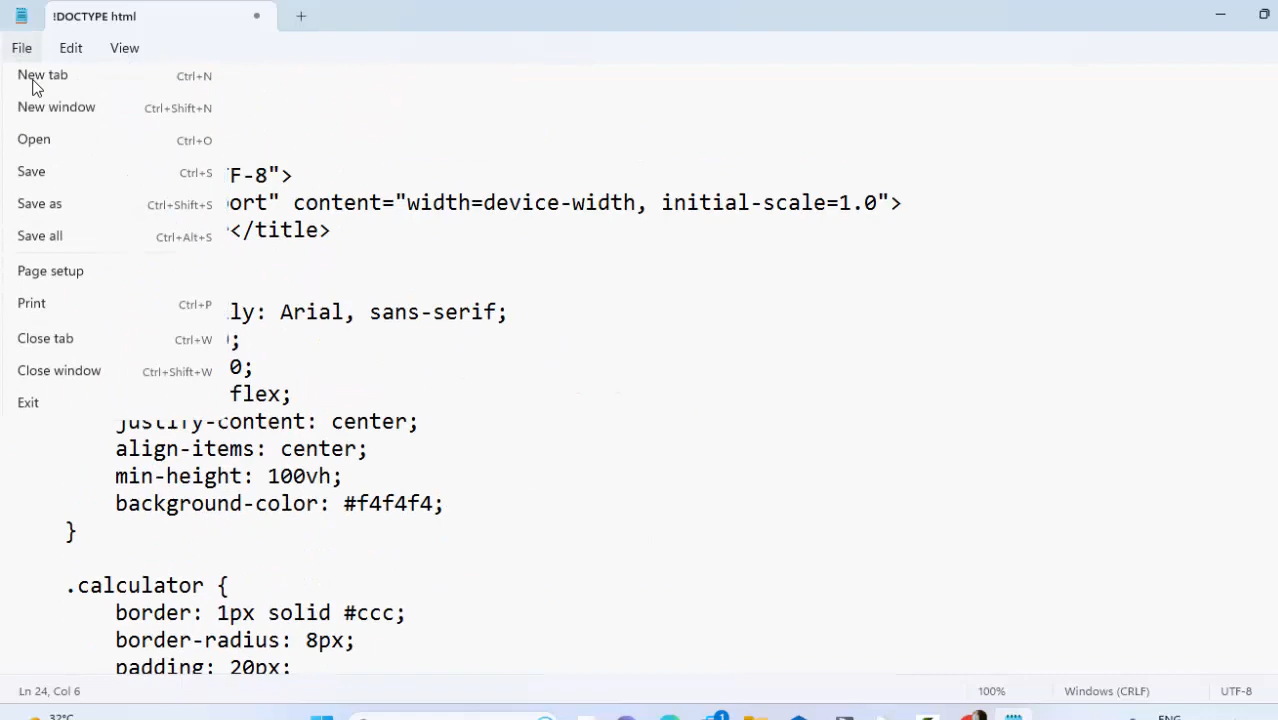 !DOCTYPE html
File Edit View
New tab Ctrl+N
New window Ctrl+Shift+N
Open Ctrl+O
Save Ctrl+S
Save as Ctrl+Shift+S
Save all Ctrl+Alt+S
Page setup
Print Ctrl+P
Close tab Ctrl+W
Close window Ctrl+Shift+W
Exit
F-8">
ort" content="width=device-width, initial-scale=1.0">
</title>
ly: Arial, sans-serif;
;
0;
flex;
justify-content: center;
align-items: center;
min-height: 100vh;
background-color: #f4f4f4;
}
.calculator {
border: 1px solid #ccc;
border-radius: 8px;
padding: 20px;
Ln 24, Col 6 100% Windows (CRLF) UTF-8
32°C 1 ENG